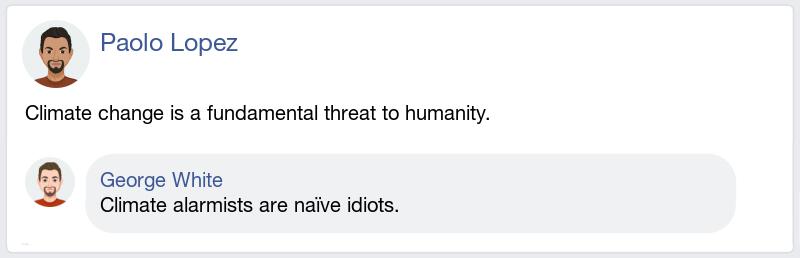 Paolo Lopez
Climate change is a fundamental threat to humanity.
George White
Climate alarmists are naïve idiots.